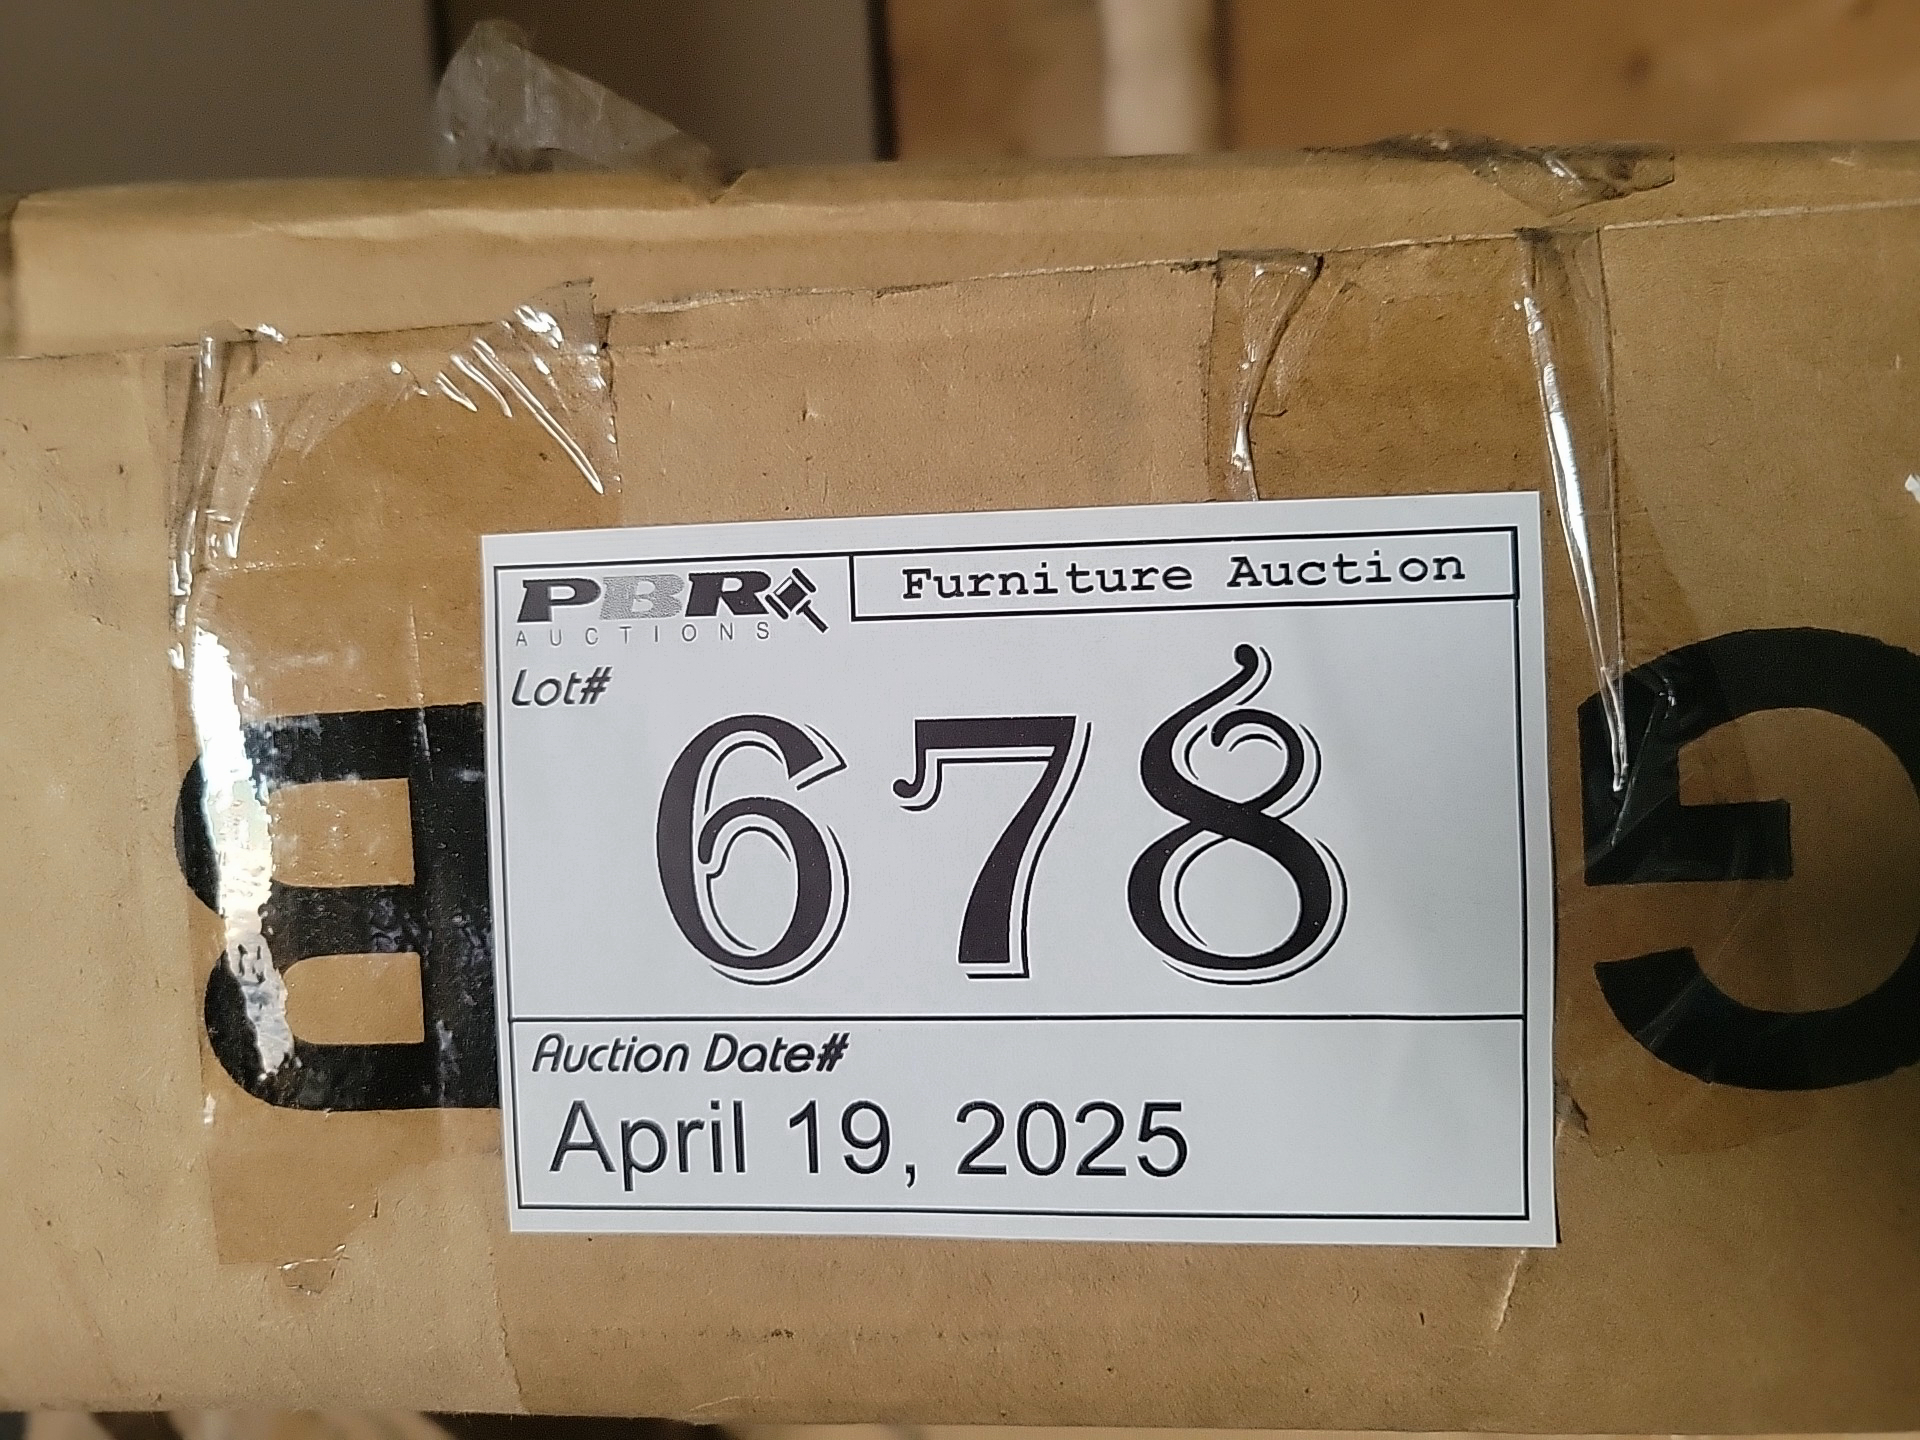 PBR
AUCTIONS
Furniture Auction
Lot#
678
Auction Date#
April 19, 2025
B
G